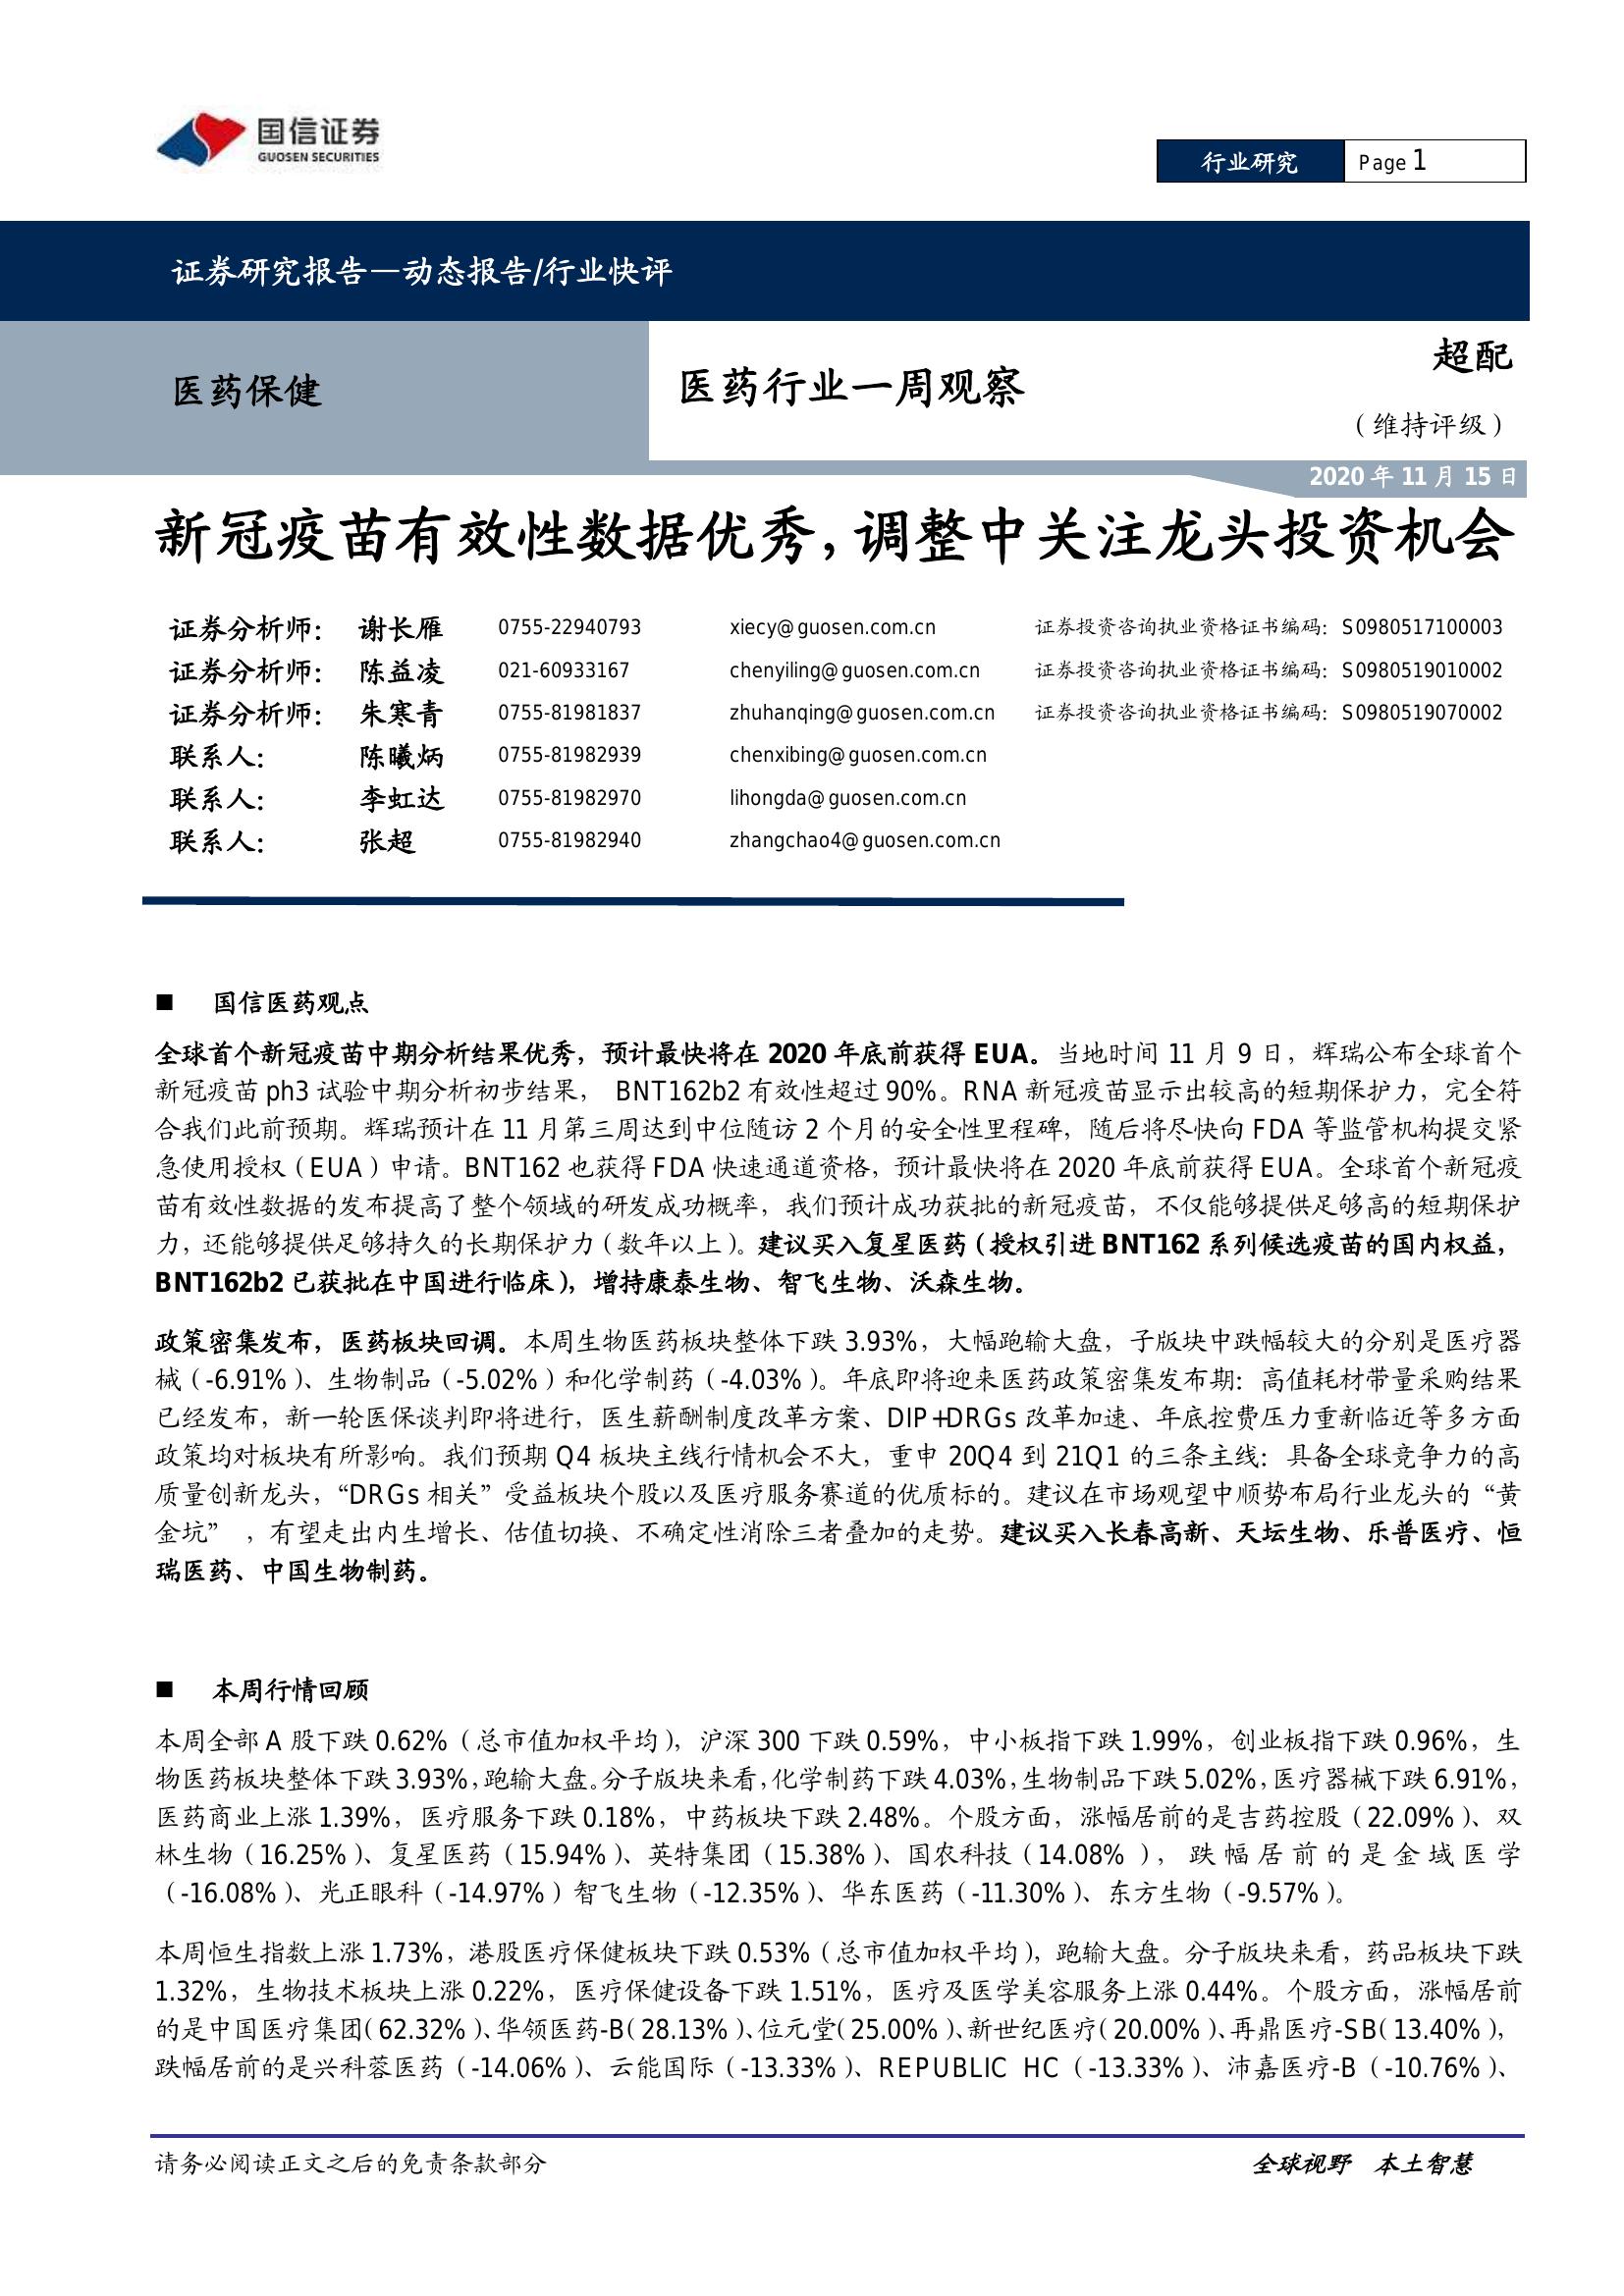 国信证券
GUOSEN SECURITIES
行业研究 Page 1
证券研究报告—动态报告/行业快评
医药保健
医药行业一周观察
超配
（维持评级）
2020 年 11 月 15 日
新冠疫苗有效性数据优秀，调整中关注龙头投资机会
证券分析师： 谢长雁 0755-22940793 xiecy@guosen.com.cn 证券投资咨询执业资格证书编码：S0980517100003
证券分析师： 陈益凌 021-60933167 chenyiling@guosen.com.cn 证券投资咨询执业资格证书编码：S0980519010002
证券分析师： 朱寒青 0755-81981837 zhuhanqing@guosen.com.cn 证券投资咨询执业资格证书编码：S0980519070002
联系人： 陈曦炳 0755-81982939 chenxibing@guosen.com.cn
联系人： 李虹达 0755-81982970 lihongda@guosen.com.cn
联系人： 张超 0755-81982940 zhangchao4@guosen.com.cn
■ 国信医药观点
全球首个新冠疫苗中期分析结果优秀，预计最快将在 2020 年底前获得 EUA。当地时间 11 月 9 日，辉瑞公布全球首个
新冠疫苗 ph3 试验中期分析初步结果， BNT162b2 有效性超过 90%。RNA 新冠疫苗显示出较高的短期保护力，完全符
合我们此前预期。辉瑞预计在 11 月第三周达到中位随访 2 个月的安全性里程碑，随后将尽快向 FDA 等监管机构提交紧
急使用授权（EUA）申请。BNT162 也获得 FDA 快速通道资格，预计最快将在 2020 年底前获得 EUA。全球首个新冠疫
苗有效性数据的发布提高了整个领域的研发成功概率，我们预计成功获批的新冠疫苗，不仅能够提供足够高的短期保护
力，还能够提供足够持久的长期保护力（数年以上）。建议买入复星医药（授权引进 BNT162 系列候选疫苗的国内权益，
BNT162b2 已获批在中国进行临床），增持康泰生物、智飞生物、沃森生物。
政策密集发布，医药板块回调。本周生物医药板块整体下跌 3.93%，大幅跑输大盘，子版块中跌幅较大的分别是医疗器
械（-6.91%）、生物制品（-5.02%）和化学制药（-4.03%）。年底即将迎来医药政策密集发布期：高值耗材带量采购结果
已经发布，新一轮医保谈判即将进行，医生薪酬制度改革方案、DIP+DRGs 改革加速、年底控费压力重新临近等多方面
政策均对板块有所影响。我们预期 Q4 板块主线行情机会不大，重申 20Q4 到 21Q1 的三条主线：具备全球竞争力的高
质量创新龙头，“DRGs 相关”受益板块个股以及医疗服务赛道的优质标的。建议在市场观望中顺势布局行业龙头的“黄
金坑” ，有望走出内生增长、估值切换、不确定性消除三者叠加的走势。建议买入长春高新、天坛生物、乐普医疗、恒
瑞医药、中国生物制药。
■ 本周行情回顾
本周全部 A 股下跌 0.62%（总市值加权平均），沪深 300 下跌 0.59%，中小板指下跌 1.99%，创业板指下跌 0.96%，生
物医药板块整体下跌 3.93%，跑输大盘。分子版块来看，化学制药下跌 4.03%，生物制品下跌 5.02%，医疗器械下跌 6.91%，
医药商业上涨 1.39%，医疗服务下跌 0.18%，中药板块下跌 2.48%。个股方面，涨幅居前的是吉药控股（22.09%）、双
林生物（16.25%）、复星医药（15.94%）、英特集团（15.38%）、国农科技（14.08% ），跌幅居前的是金域医学
（-16.08%）、光正眼科（-14.97%）智飞生物（-12.35%）、华东医药（-11.30%）、东方生物（-9.57%）。
本周恒生指数上涨 1.73%，港股医疗保健板块下跌 0.53%（总市值加权平均），跑输大盘。分子版块来看，药品板块下跌
1.32%，生物技术板块上涨 0.22%，医疗保健设备下跌 1.51%，医疗及医学美容服务上涨 0.44%。个股方面，涨幅居前
的是中国医疗集团（62.32%）、华领医药-B（28.13%）、位元堂（25.00%）、新世纪医疗（20.00%）、再鼎医疗-SB（13.40%），
跌幅居前的是兴科蓉医药（-14.06%）、云能国际（-13.33%）、REPUBLIC HC（-13.33%）、沛嘉医疗-B（-10.76%）、
请务必阅读正文之后的免责条款部分 全球视野 本土智慧